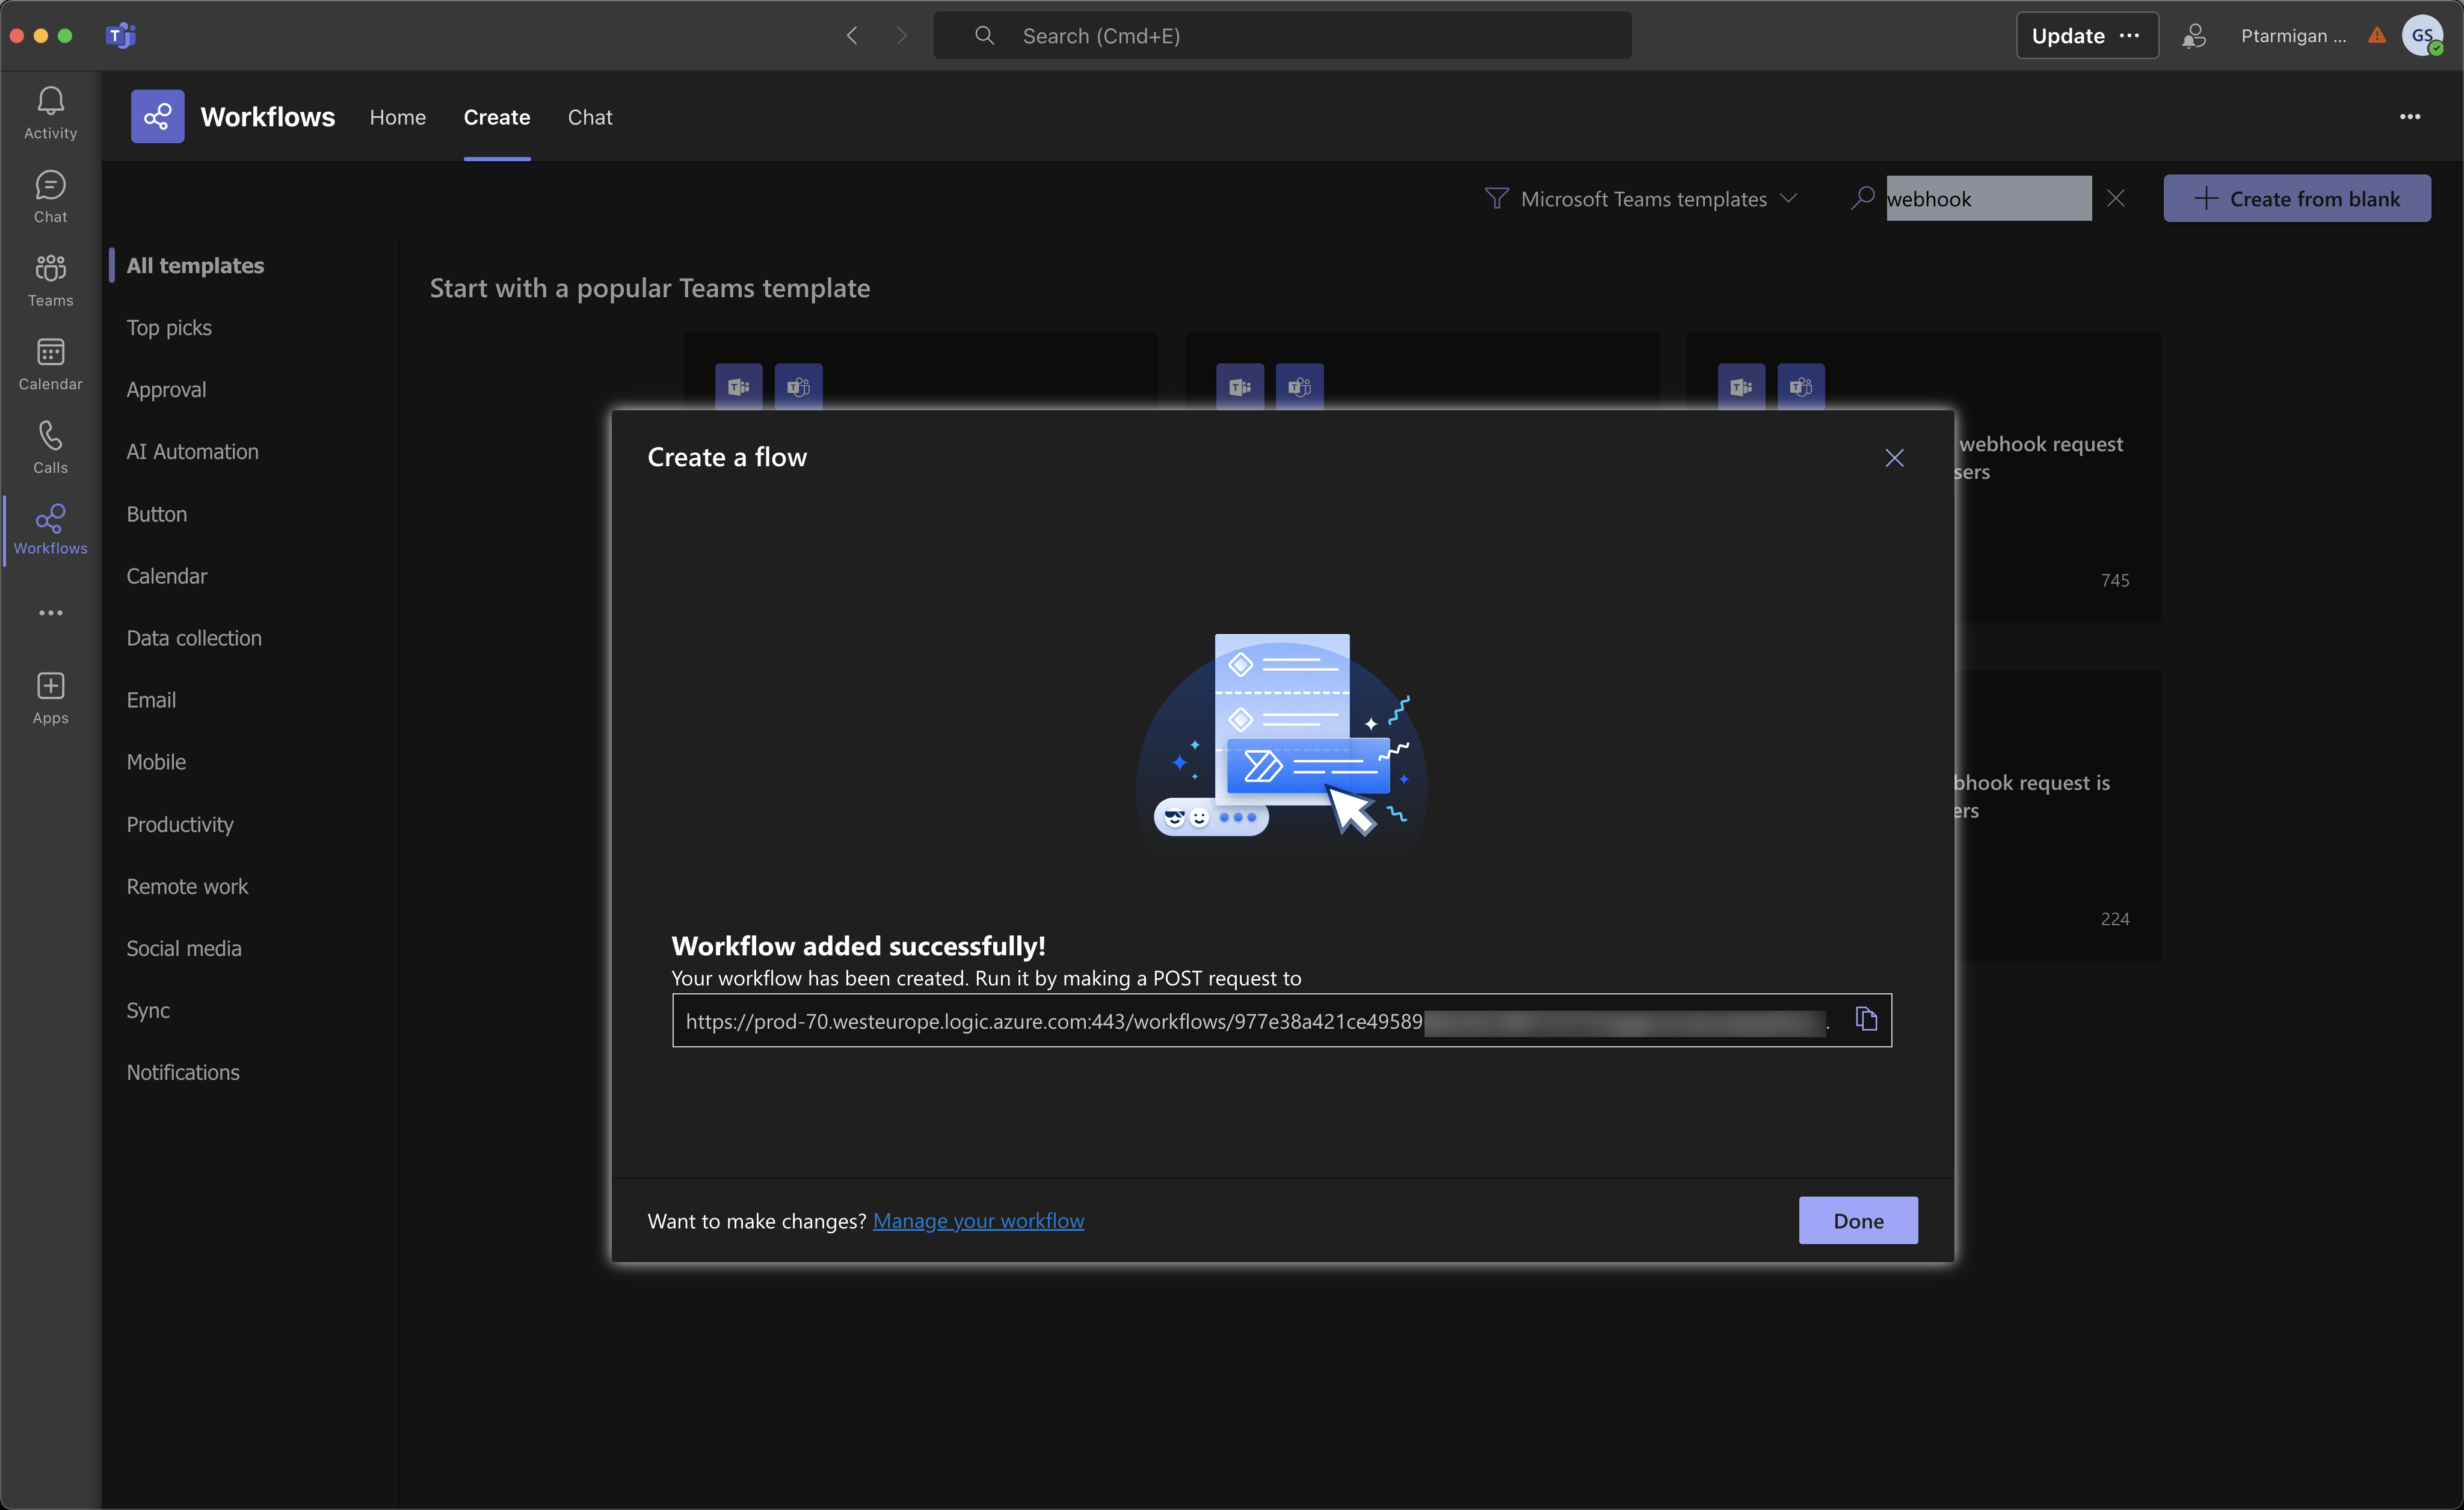 Search (Cmd+E)
Update
Ptarmigan ...
GS
Activity
Chat
Teams
Calendar
Calls
Workflows
Apps
Workflows
Home
Create
Chat
Microsoft Teams templates
webhook
Create from blank
All templates
Top picks
Approval
AI Automation
Button
Calendar
Data collection
Email
Mobile
Productivity
Remote work
Social media
Sync
Notifications
Start with a popular Teams template
webhook request
sers
745
bhook request is
ers
224
Create a flow
Workflow added successfully!
Your workflow has been created. Run it by making a POST request to
https://prod-70.westeurope.logic.azure.com:443/workflows/977e38a421ce49589
Want to make changes? Manage your workflow
Done